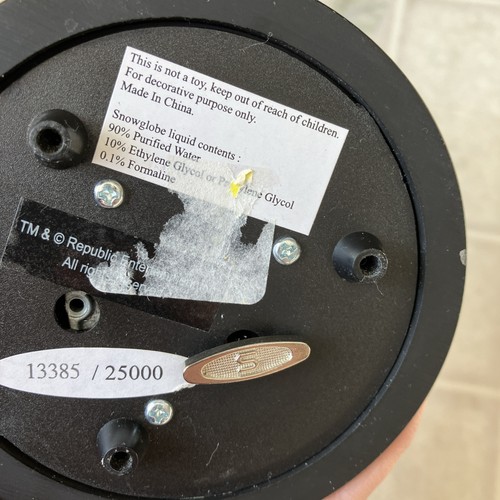 This is not a toy, keep out of reach of children.
For decorative purpose only.
Made In China.
Snowglobe liquid contents :
90% Purified Water
10% Ethylene Glycol or Glycol
0.1% Formaline
TM & © Republic
All
13385 / 25000